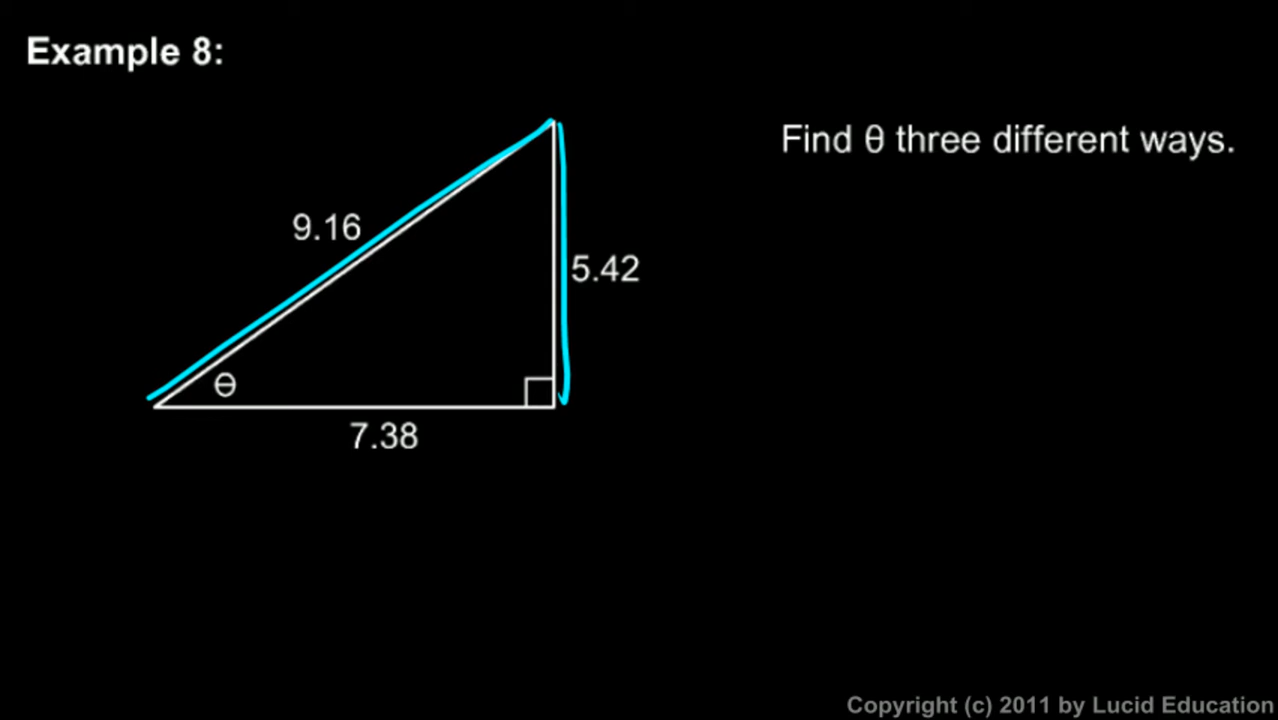 Example 8:
Find θ three different ways.
9.16
5.42
θ
7.38
Copyright (c) 2011 by Lucid Education